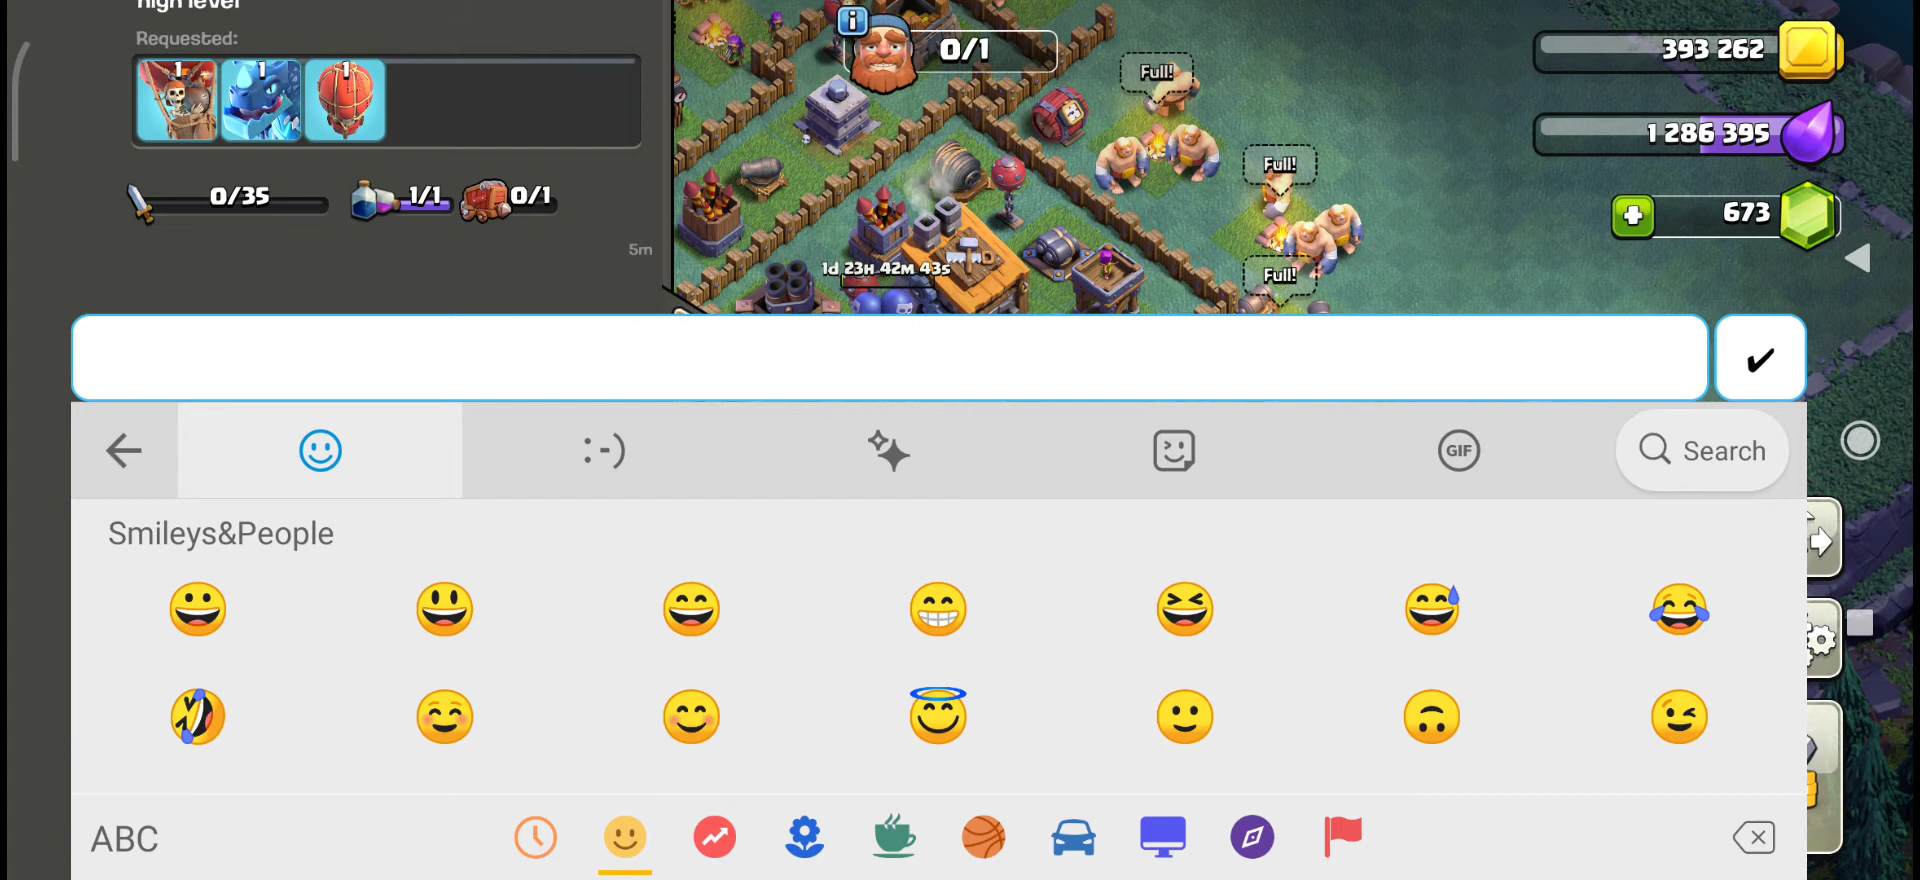 high level
Requested:
1 1 1
0/35 1/1 0/1
5m
i 0/1
Full!
Full!
Full!
1d 23H 42M 43s
393 262
1 286 395
673
:-)
GIF
Search
Smileys&People
ABC